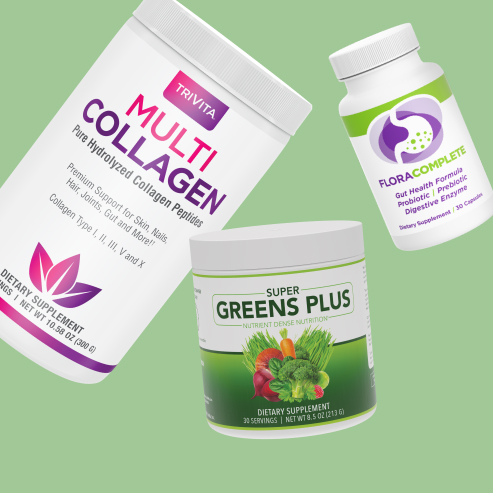 TRIVITA
MULTI
COLLAGEN
Pure Hydrolyzed Collagen Peptides
Premium Support for Skin, Nails,
Hair, Joints, Gut and More!!
Collagen Type I, II, III, V and X
DIETARY SUPPLEMENT
NET WT 10.58 OZ (300 G)
FLORACOMPLETE
Gut Health Formula
Probiotic | Prebiotic
Digestive Enzyme
Dietary Supplement | 30 Capsules
SUPER
GREENS PLUS
NUTRIENT DENSE NUTRITION
DIETARY SUPPLEMENT
30 SERVINGS | NET WT 8.5 OZ (213 G)